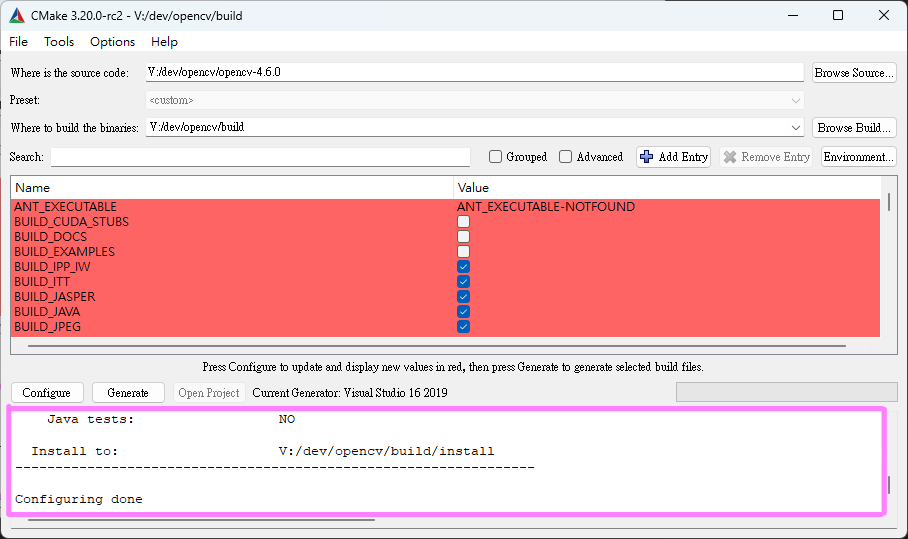 CMake 3.20.0-rc2 - V:/dev/opencv/build
File Tools Options Help
Where is the source code: V:/dev/opencv/opencv-4.6.0 Browse Source...
Preset: <custom>
Where to build the binaries: V:/dev/opencv/build Browse Build...
Search: Grouped Advanced Add Entry Remove Entry Environment...
Name Value
ANT_EXECUTABLE ANT_EXECUTABLE-NOTFOUND
BUILD_CUDA_STUBS
BUILD_DOCS
BUILD_EXAMPLES
BUILD_IPP_IW
BUILD_ITT
BUILD_JASPER
BUILD_JAVA
BUILD_JPEG
Press Configure to update and display new values in red, then press Generate to generate selected build files.
Configure Generate Open Project Current Generator: Visual Studio 16 2019
Java tests: NO
Install to: V:/dev/opencv/build/install
-----------------------------------------------------------------
Configuring done